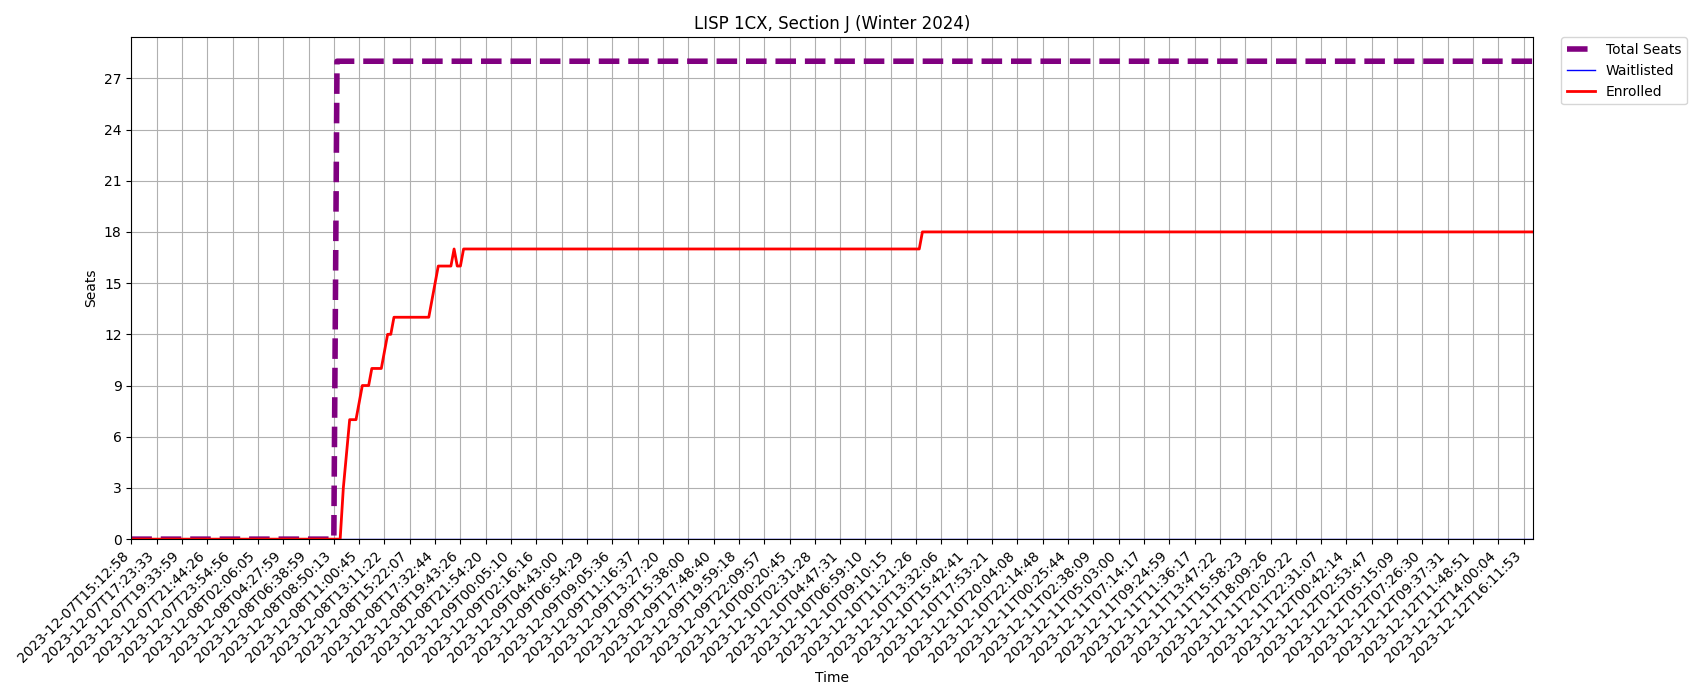 LISP 1CX, Section J (Winter 2024)
Total Seats
Waitlisted
Enrolled
Seats
27
24
21
18
15
12
9
6
3
0
2023-12-07T15:12:58
2023-12-07T17:23:33
2023-12-07T19:33:59
2023-12-07T21:44:26
2023-12-07T23:54:56
2023-12-08T02:06:05
2023-12-08T04:27:59
2023-12-08T06:38:59
2023-12-08T08:50:13
2023-12-08T11:00:45
2023-12-08T13:11:22
2023-12-08T15:22:07
2023-12-08T17:32:44
2023-12-08T19:43:26
2023-12-08T21:54:20
2023-12-09T00:05:10
2023-12-09T02:16:16
2023-12-09T04:43:00
2023-12-09T06:54:29
2023-12-09T09:05:36
2023-12-09T11:16:37
2023-12-09T13:27:20
2023-12-09T15:38:00
2023-12-09T17:48:40
2023-12-09T19:59:18
2023-12-09T22:09:57
2023-12-10T00:20:45
2023-12-10T02:31:28
2023-12-10T04:47:31
2023-12-10T06:59:10
2023-12-10T09:10:15
2023-12-10T11:21:26
2023-12-10T13:32:06
2023-12-10T15:42:41
2023-12-10T17:53:21
2023-12-10T20:04:08
2023-12-10T22:14:48
2023-12-11T00:25:44
2023-12-11T02:38:09
2023-12-11T05:03:00
2023-12-11T07:14:17
2023-12-11T09:24:59
2023-12-11T11:36:17
2023-12-11T13:47:22
2023-12-11T15:58:23
2023-12-11T18:09:26
2023-12-11T20:20:22
2023-12-11T22:31:07
2023-12-12T00:42:14
2023-12-12T02:53:47
2023-12-12T05:15:09
2023-12-12T07:26:30
2023-12-12T09:37:31
2023-12-12T11:48:51
2023-12-12T14:00:04
2023-12-12T16:11:53
Time